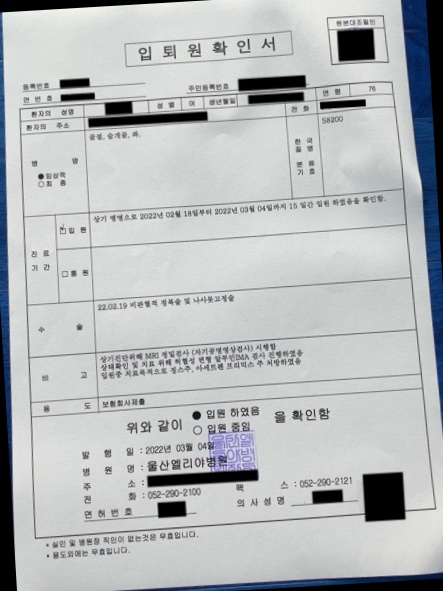 원본대조필인
입퇴원확인서
등록번호
주민등록번호
연 번 호
환자의 성명 성 별 여 생년월일 연 령 76
환자의 주소 전 화
병 명
● 임상적
○ 최 종
골절, 슬개골, 좌.
한국질병분류기호
S8200
진료기간
입 원
상기 병명으로 2022년 02월 18일부터 2022년 03월 04일까지 15 일간 입원 하였음을 확인함.
□ 통 원
수 술
22.02.19 비관혈적 정복술 및 나사못고정술
비 고
상기진단위해 MRI 정밀검사 (자기공명영상검사) 시행함
상태확인 및 치료 위해 허혈성 변형 알부민IMA 검사 진행하였음
입원중 치료목적으로 징스주, 아세트펜 프리믹스 주 처방하였음
용 도 보험회사제출
위와 같이 ● 입원 하였음 ○ 입원 중임 을 확인함
발 행 일 : 2022년 03월 04일
병 원 명 : 울산엘리야병원
주 소 :
전 화 : 052-290-2100 팩 스 : 052-290-2121
면허번호 의사성명
* 실인 및 병원장 직인이 없는것은 무효입니다.
* 용도외에는 무효입니다.